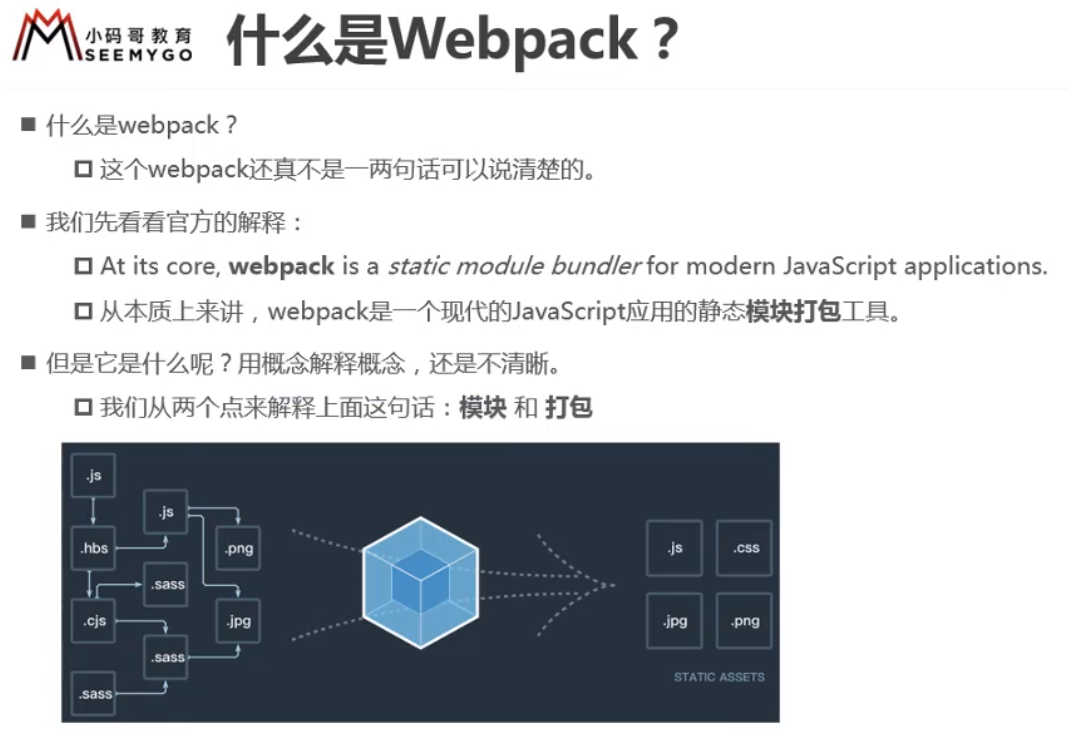 小码哥教育
SEEMYGO
什么是Webpack？
什么是webpack？
这个webpack还真不是一两句话可以说清楚的。
我们先看看官方的解释：
At its core, webpack is a static module bundler for modern JavaScript applications.
从本质上来讲，webpack是一个现代的JavaScript应用的静态模块打包工具。
但是它是什么呢？用概念解释概念，还是不清晰。
我们从两个点来解释上面这句话：模块 和 打包
.js
.js
.hbs
.png
.sass
.cjs
.jpg
.sass
.sass
.js
.css
.jpg
.png
STATIC ASSETS